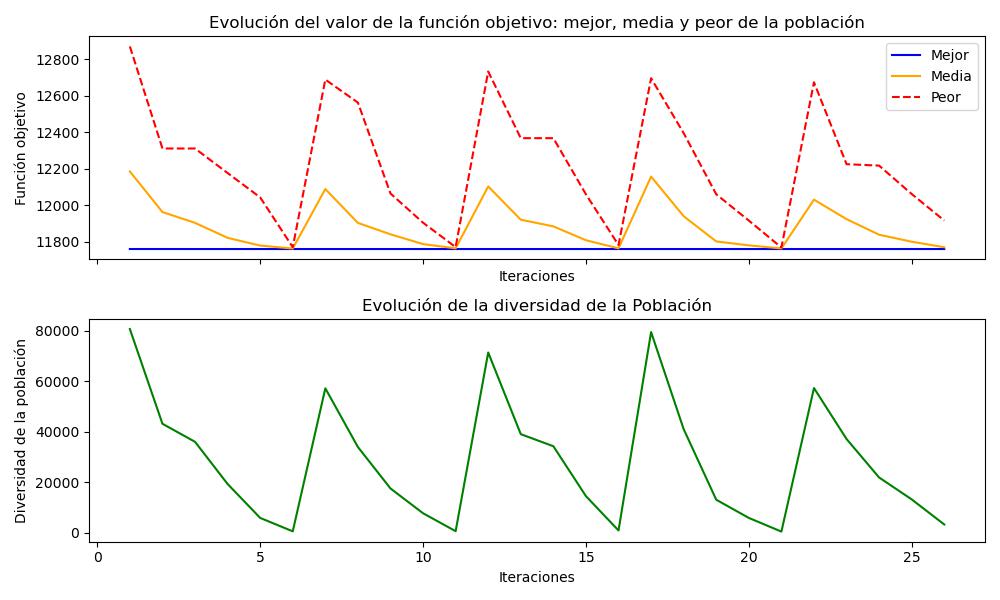 Evolución del valor de la función objetivo: mejor, media y peor de la población
12800
12600
12400
12200
12000
11800
Función objetivo
Mejor
Media
Peor
Iteraciones
Evolución de la diversidad de la Población
80000
60000
40000
20000
0
Diversidad de la población
0 5 10 15 20 25
Iteraciones